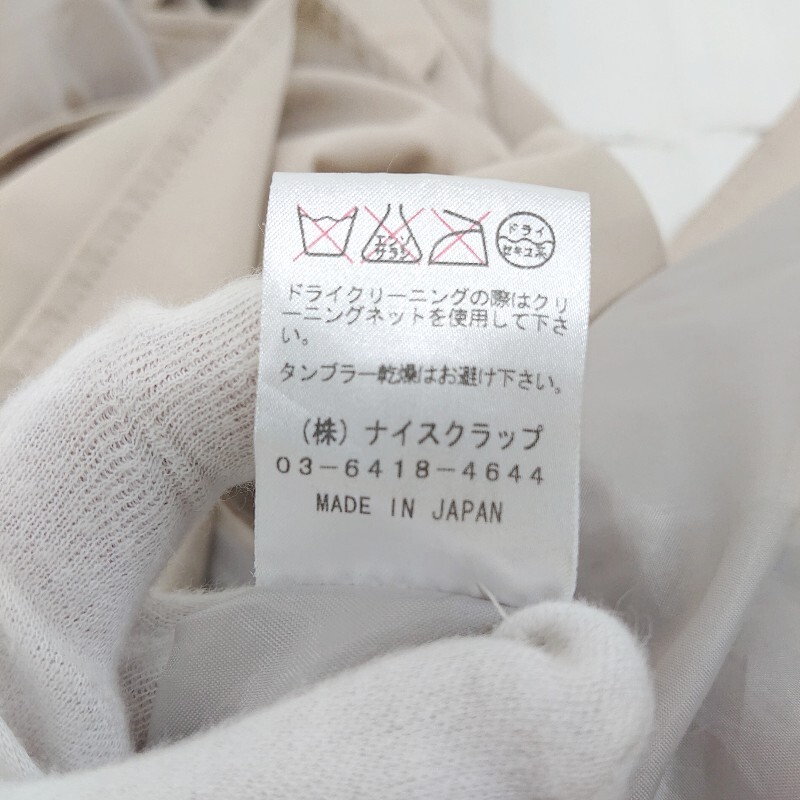 エンソ
サラシ
ドライ
セキユ系
ドライクリーニングの際はクリ
ーニングネットを使用して下さ
い。
タンブラー乾燥はお避け下さい。
(株)ナイスクラップ
03-6418-4644
MADE IN JAPAN